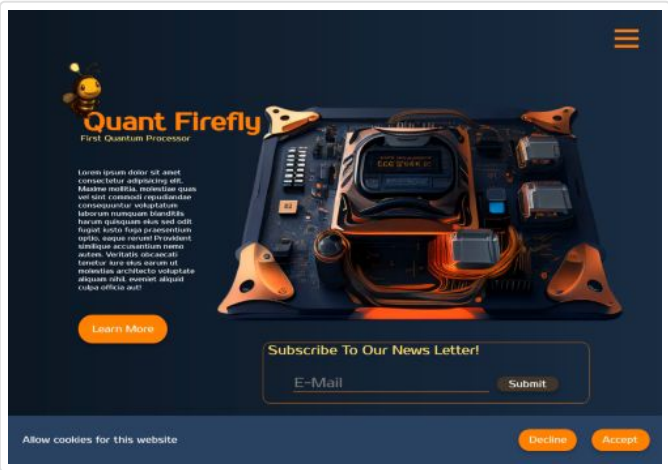 Quant Firefly
First Quantum Processor
Lorem ipsum dolor sit amet
consectetur adipisicing elit.
Maxime mollitia, molestiae quas
vel sint commodi repudiandae
consequuntur voluptatum
laborum numquam blanditiis
harum quisquam eius sed odit
fugiat iusto fuga praesentium
optio, eaque rerum! Provident
similique accusantium nemo
autem. Veritatis obcaecati
tenetur iure eius earum ut
molestias architecto voluptate
aliquam nihil, eveniet aliquid
culpa officia aut!
Learn More
Subscribe To Our News Letter!
E-Mail
Submit
Allow cookies for this website
Decline
Accept